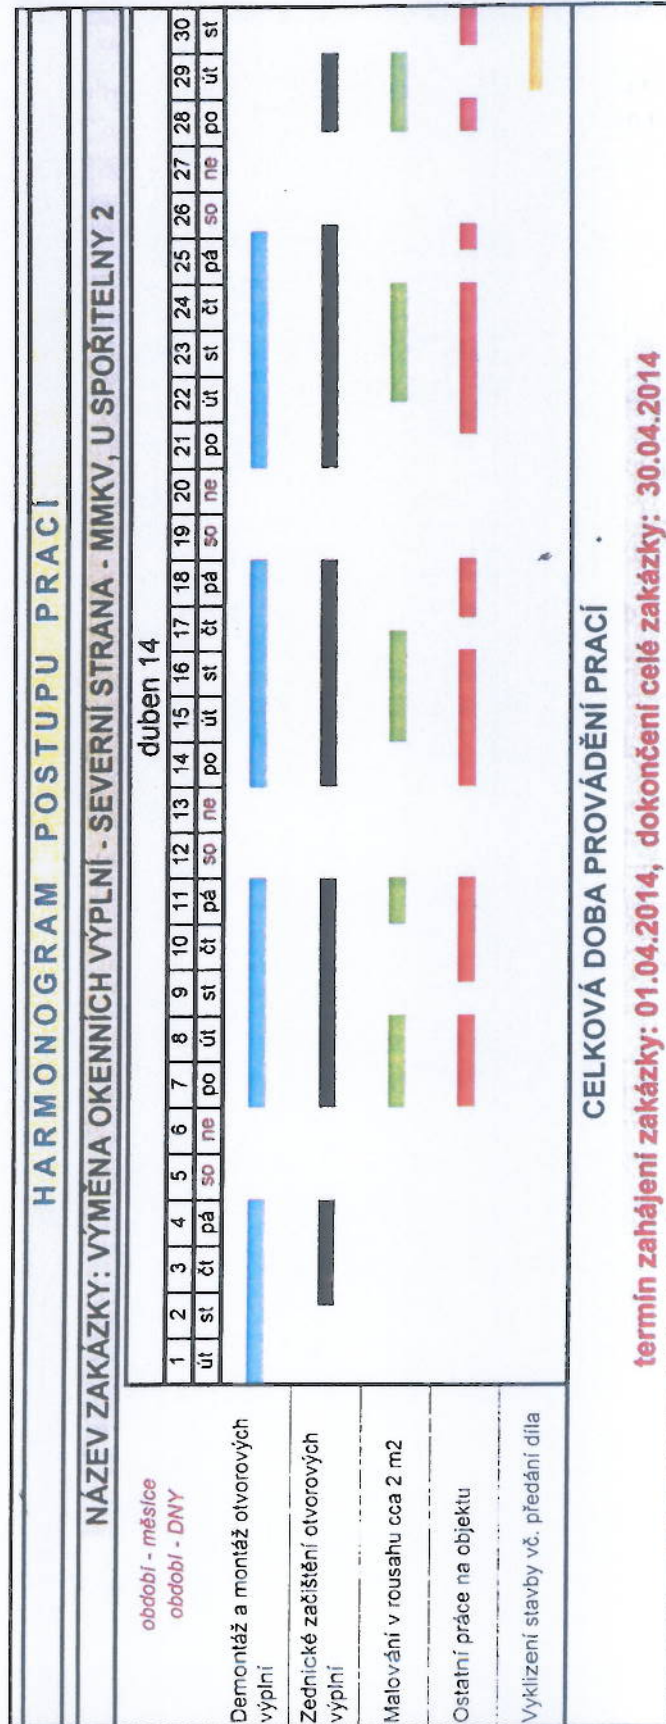 HARMONOGRAM POSTUPU PRACÍ
NÁZEV ZAKÁZKY: VÝMĚNA OKENNÍCH VÝPLNÍ - SEVERNÍ STRANA - MMKV, U SPOŘITELNY 2
období - měsíce
duben 14
období - DNY
1 2 3 4 5 6 7 8 9 10 11 12 13 14 15 16 17 18 19 20 21 22 23 24 25 26 27 28 29 30
út st čt pá so ne po út st čt pá so ne po út st čt pá so ne po út st čt pá so ne po út st
Demontáž a montáž otvorových
výplní
Zednické začištění otvorových
výplní
Malování v rousahu cca 2 m2
Ostatní práce na objektu
Vyklizení stavby vč. předání díla
CELKOVÁ DOBA PROVÁDĚNÍ PRACÍ
termín zahájení zakázky: 01.04.2014, dokončení celé zakázky: 30.04.2014